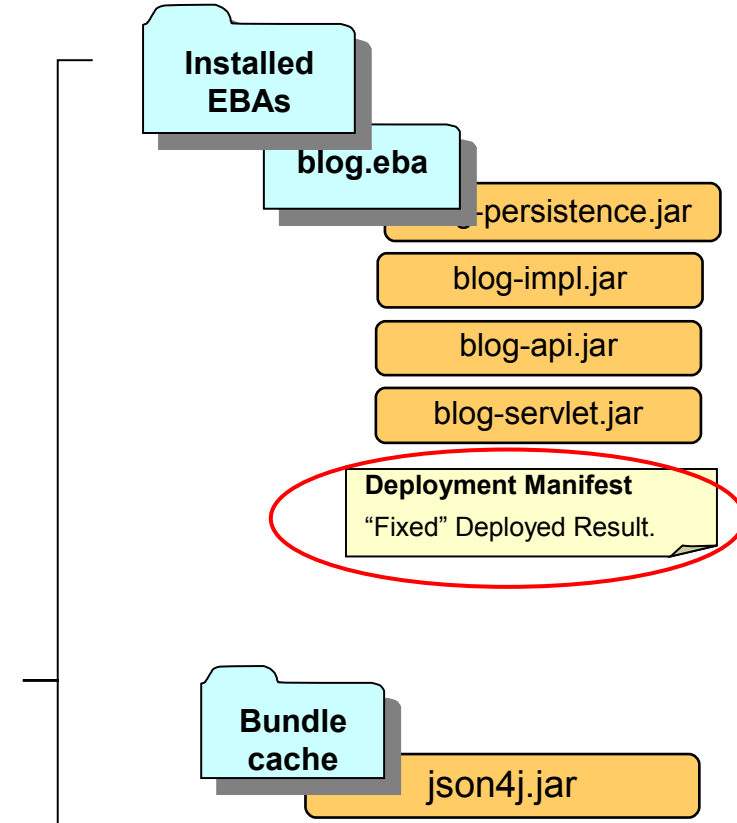 Installed
EBAs
blog.eba
-persistence.jar
blog-impl.jar
blog-api.jar
blog-servlet.jar
Deployment Manifest
“Fixed” Deployed Result.
Bundle
cache
json4j.jar